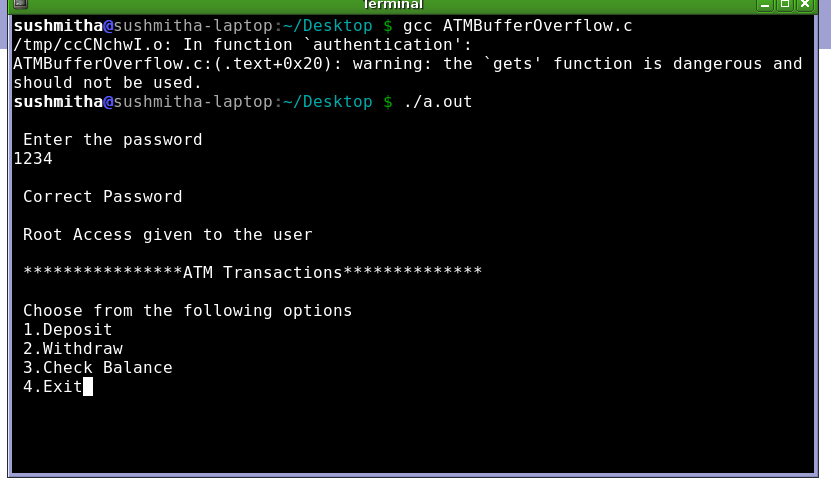 Terminal
sushmitha@sushmitha-laptop:~/Desktop $ gcc ATMBufferOverflow.c
/tmp/ccCNchwI.o: In function `authentication':
ATMBufferOverflow.c:(.text+0x20): warning: the `gets' function is dangerous and
should not be used.
sushmitha@sushmitha-laptop:~/Desktop $ ./a.out
Enter the password
1234
Correct Password
Root Access given to the user
****************ATM Transactions**************
Choose from the following options
1.Deposit
2.Withdraw
3.Check Balance
4.Exit